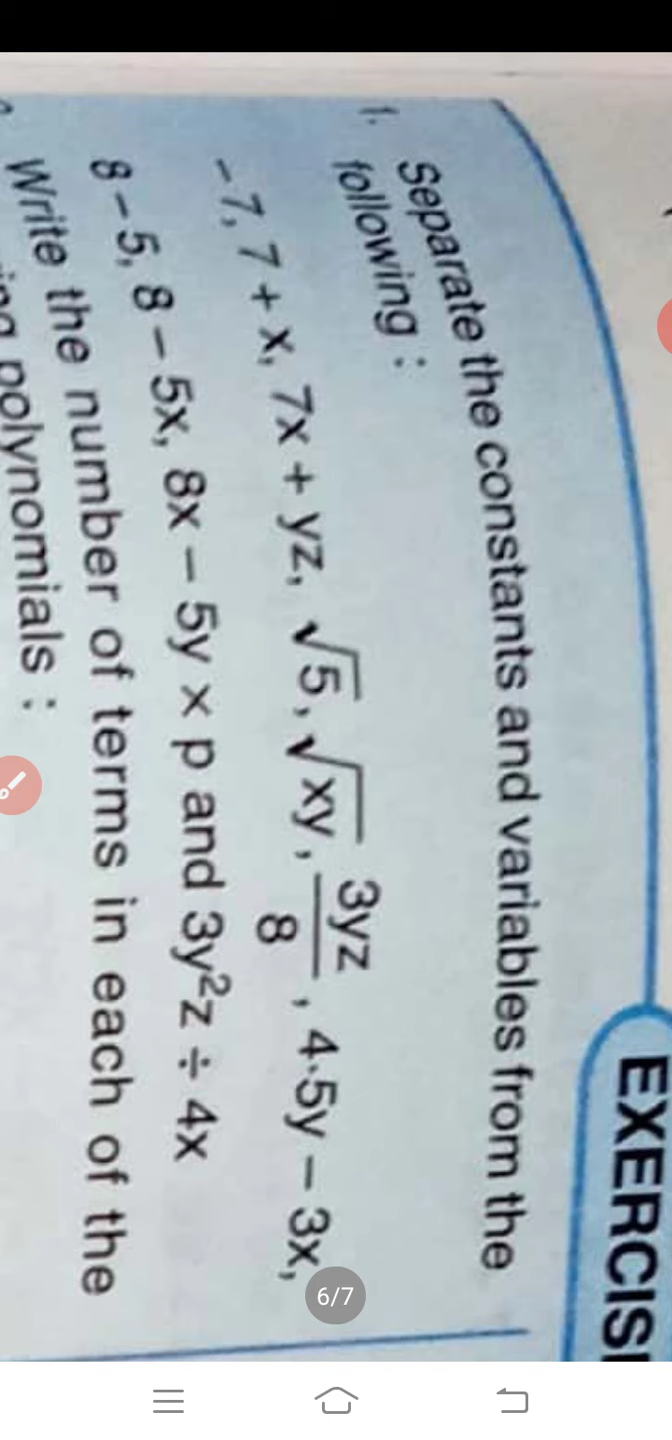 EXERCIS
1. Separate the constants and variables from the
following :
- 7, 7 + x, 7x + yz, √5, √xy, 3yz/8, 4·5y – 3x,
8 – 5, 8 – 5x, 8x – 5y × p and 3y²z ÷ 4x
Write the number of terms in each of the
polynomials :
6/7